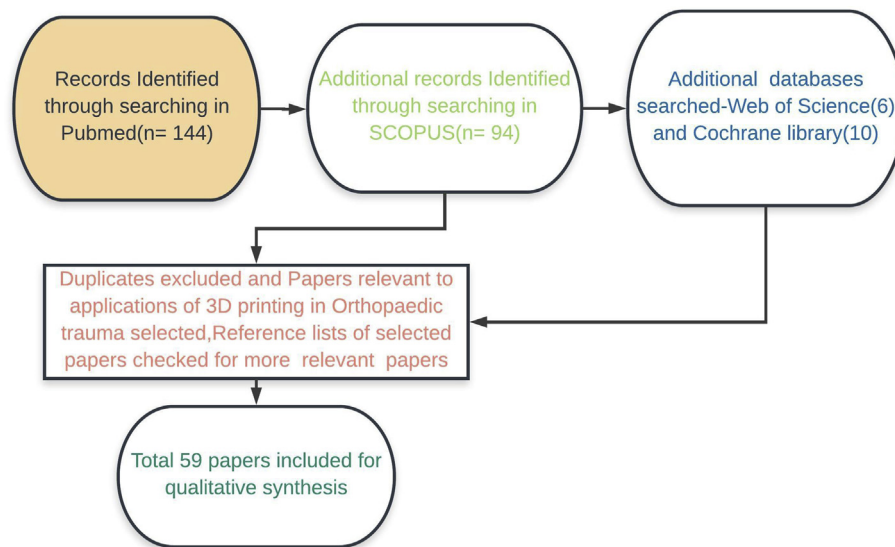 Records Identified
through searching in
Pubmed(n= 144)
Additional records Identified
through searching in
SCOPUS(n= 94)
Additional databases
searched-Web of Science(6)
and Cochrane library(10)
Duplicates excluded and Papers relevant to
applications of 3D printing in Orthopaedic
trauma selected,Reference lists of selected
papers checked for more relevant papers
Total 59 papers included for
qualitative synthesis